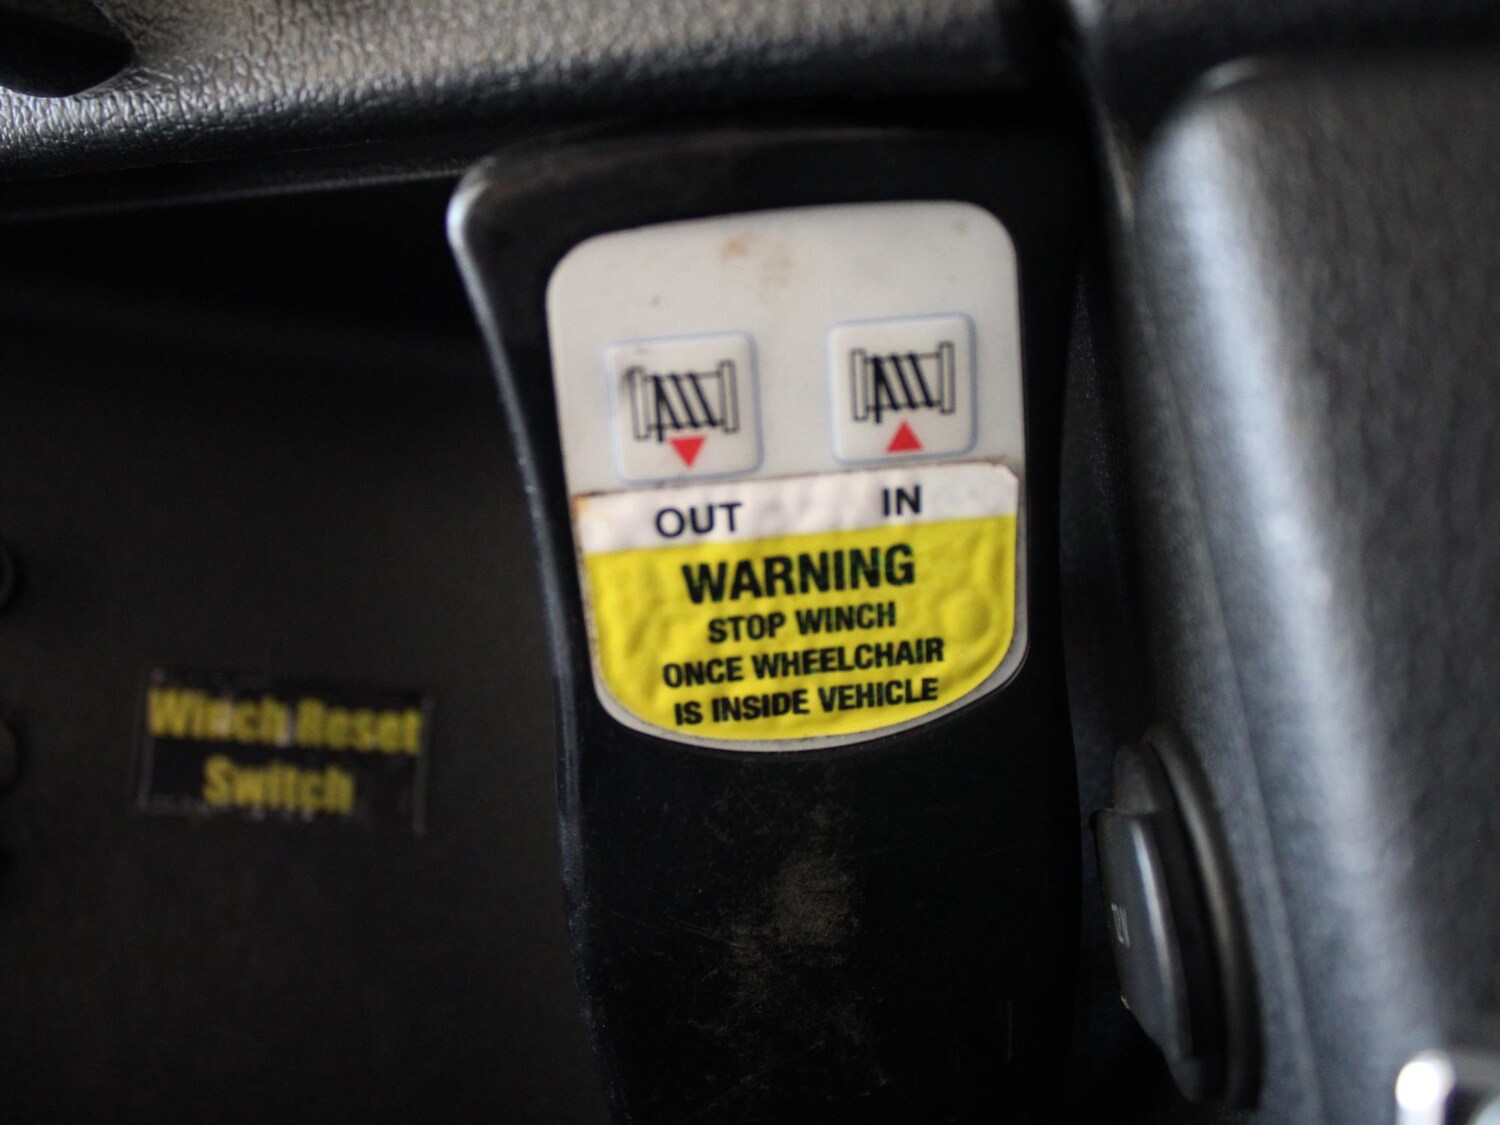 OUT IN
WARNING
STOP WINCH
ONCE WHEELCHAIR
IS INSIDE VEHICLE
Winch Reset
Switch